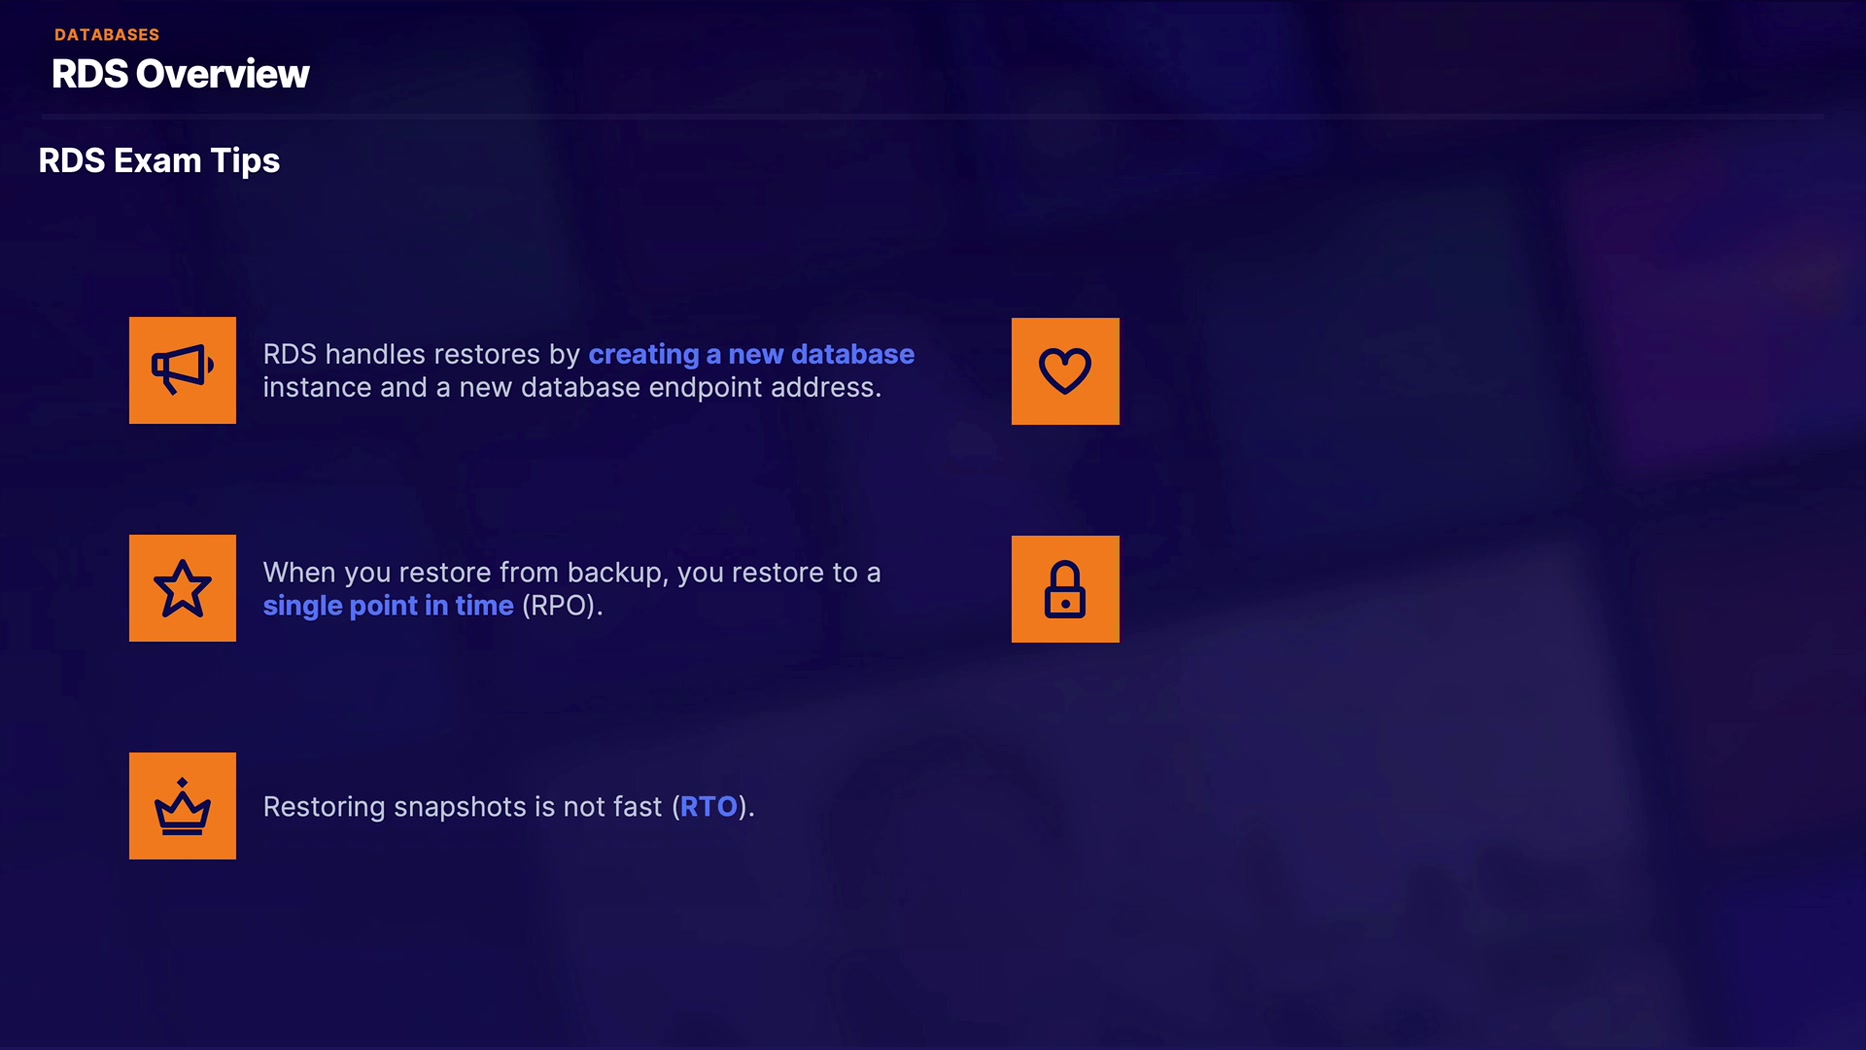 DATABASES
RDS Overview
RDS Exam Tips
RDS handles restores by creating a new database
instance and a new database endpoint address.
When you restore from backup, you restore to a
single point in time (RPO).
Restoring snapshots is not fast (RTO).